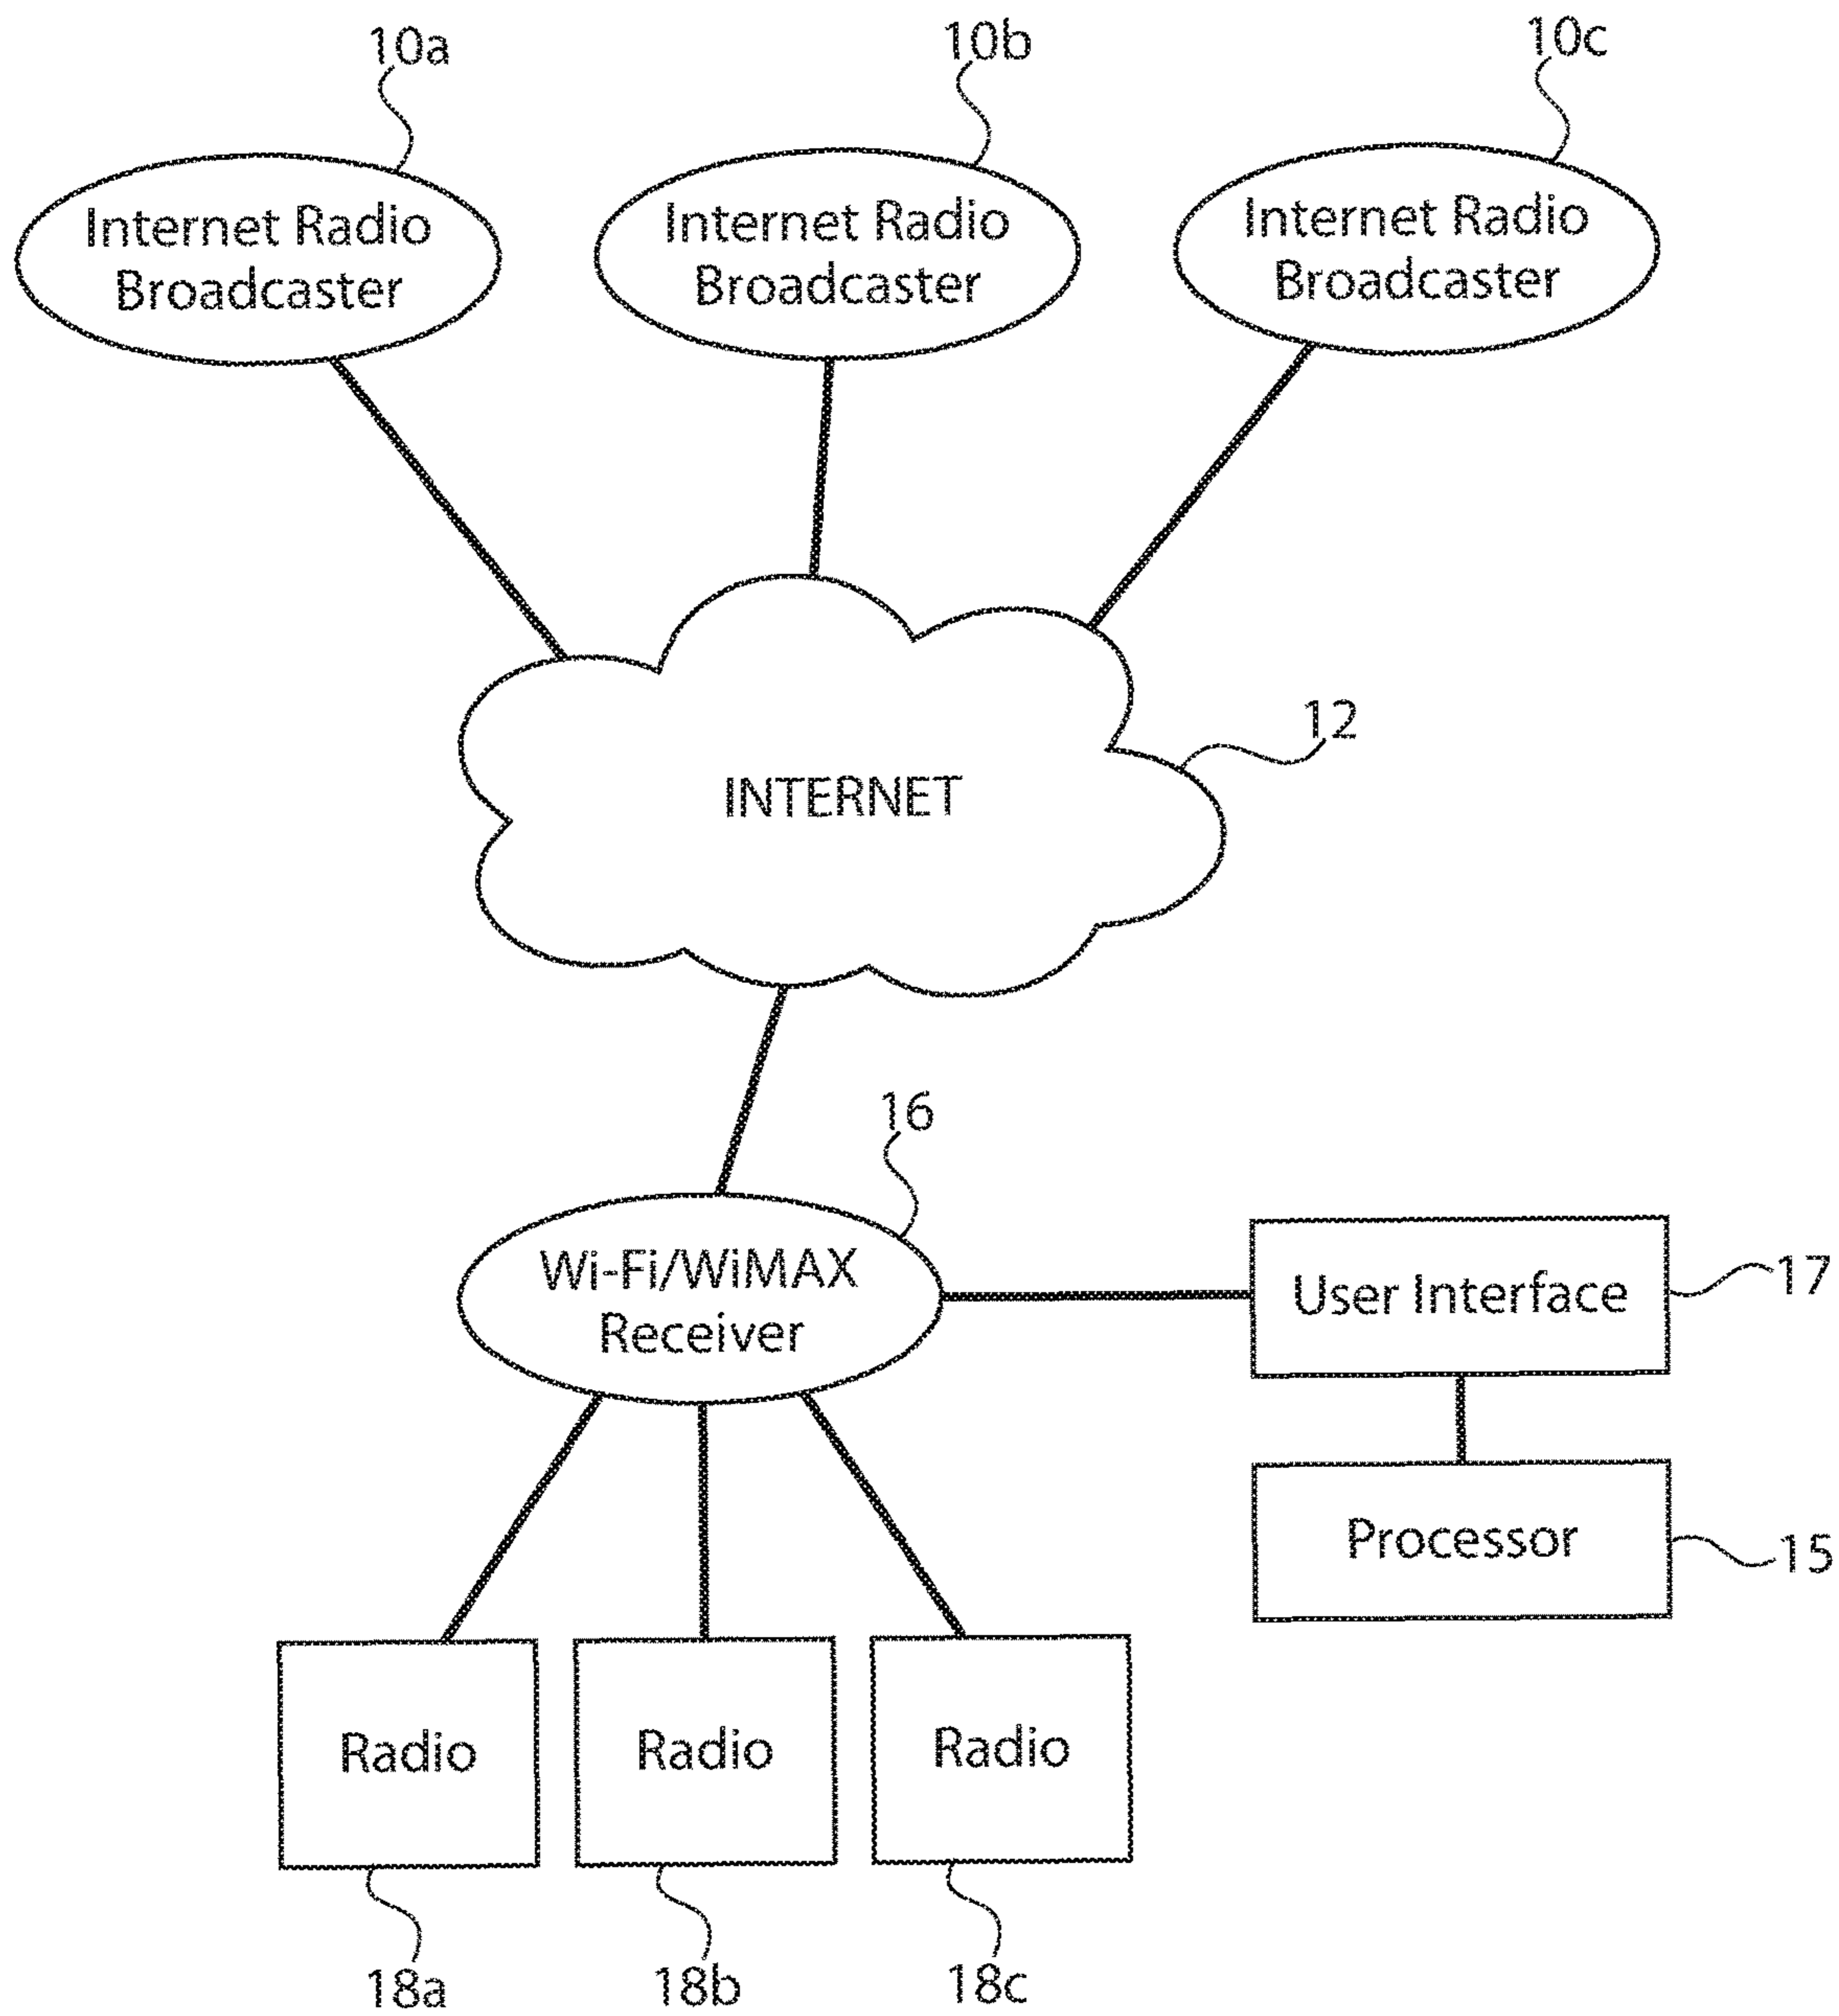 10a
10b
10c
Internet Radio
Broadcaster
Internet Radio
Broadcaster
Internet Radio
Broadcaster
12
INTERNET
16
Wi-Fi/WiMAX
Receiver
User Interface
17
Processor
15
Radio
Radio
Radio
18a
18b
18c